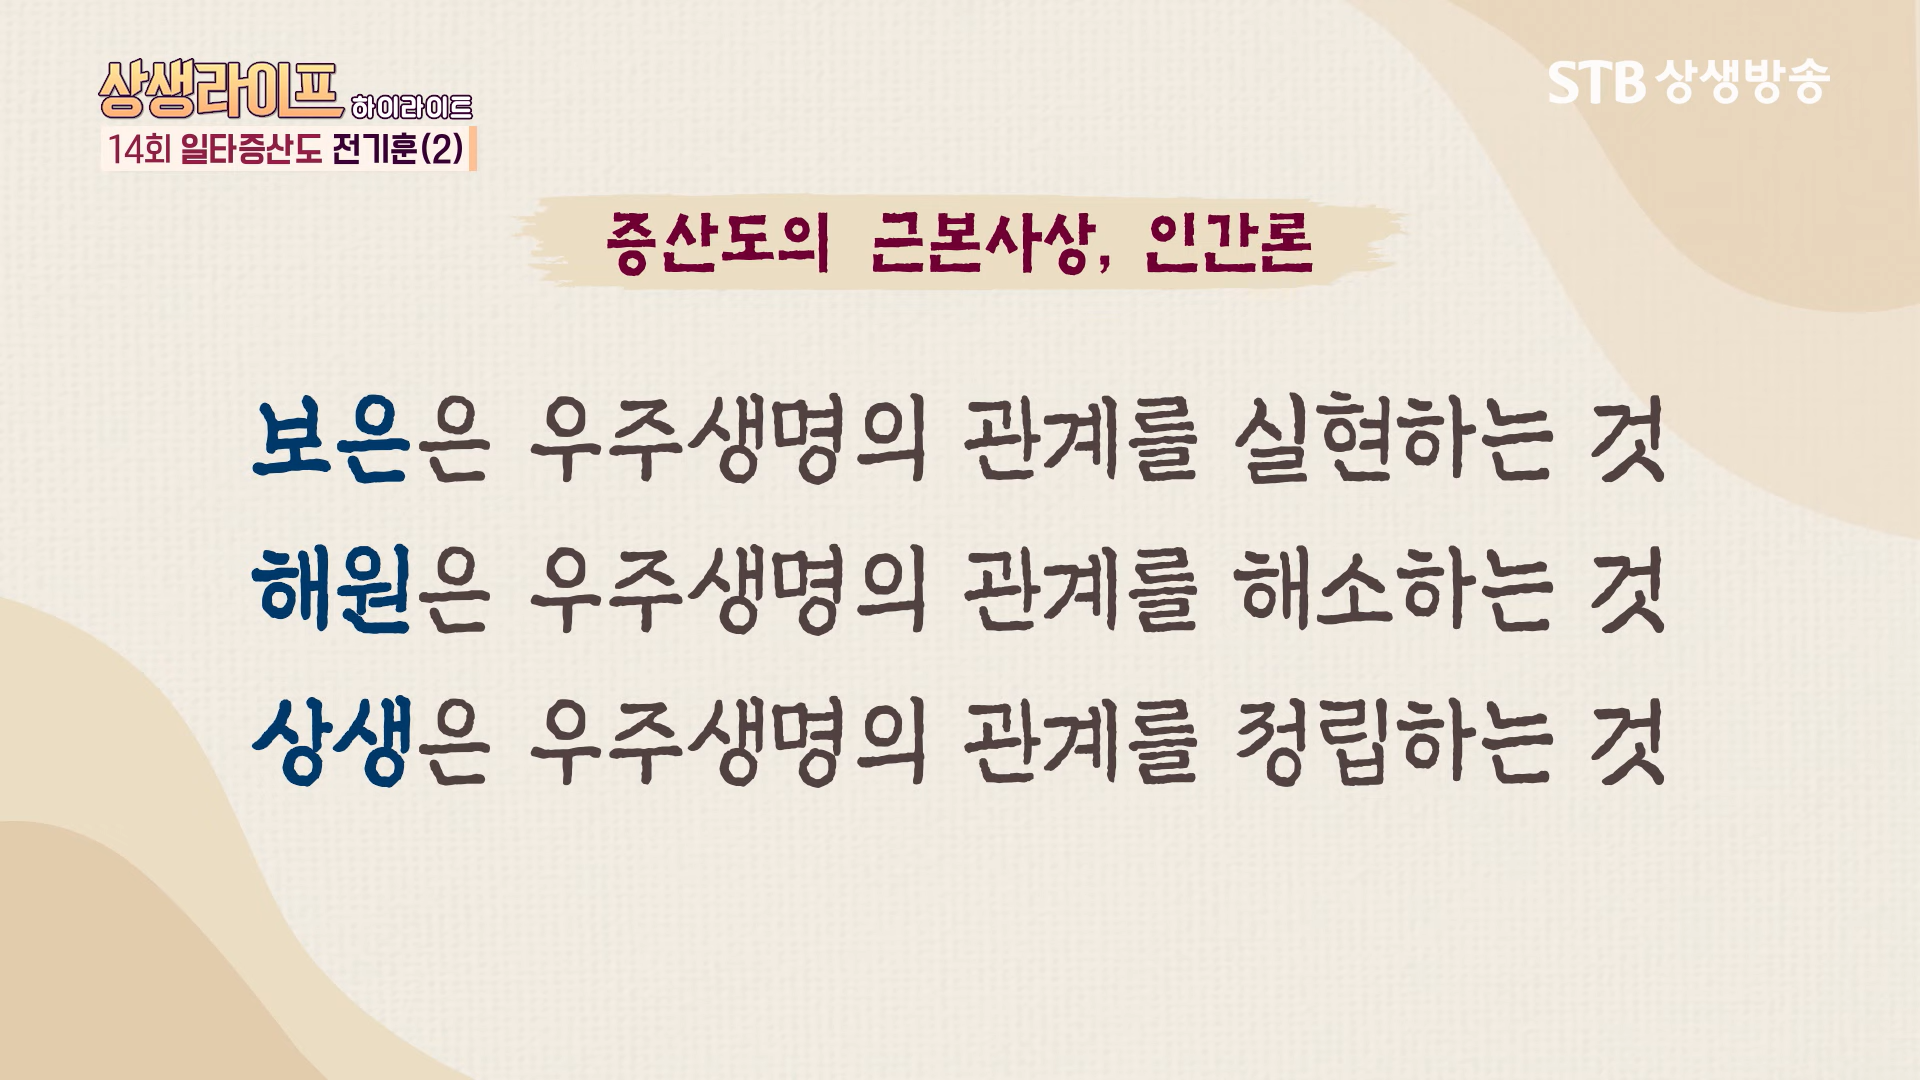 상생라이프 하이라이트
STB 상생방송
14회 일타증산도 전기훈(2)
증산도의 근본사상, 인간론
보은은 우주생명의 관계를 실현하는 것
해원은 우주생명의 관계를 해소하는 것
상생은 우주생명의 관계를 정립하는 것